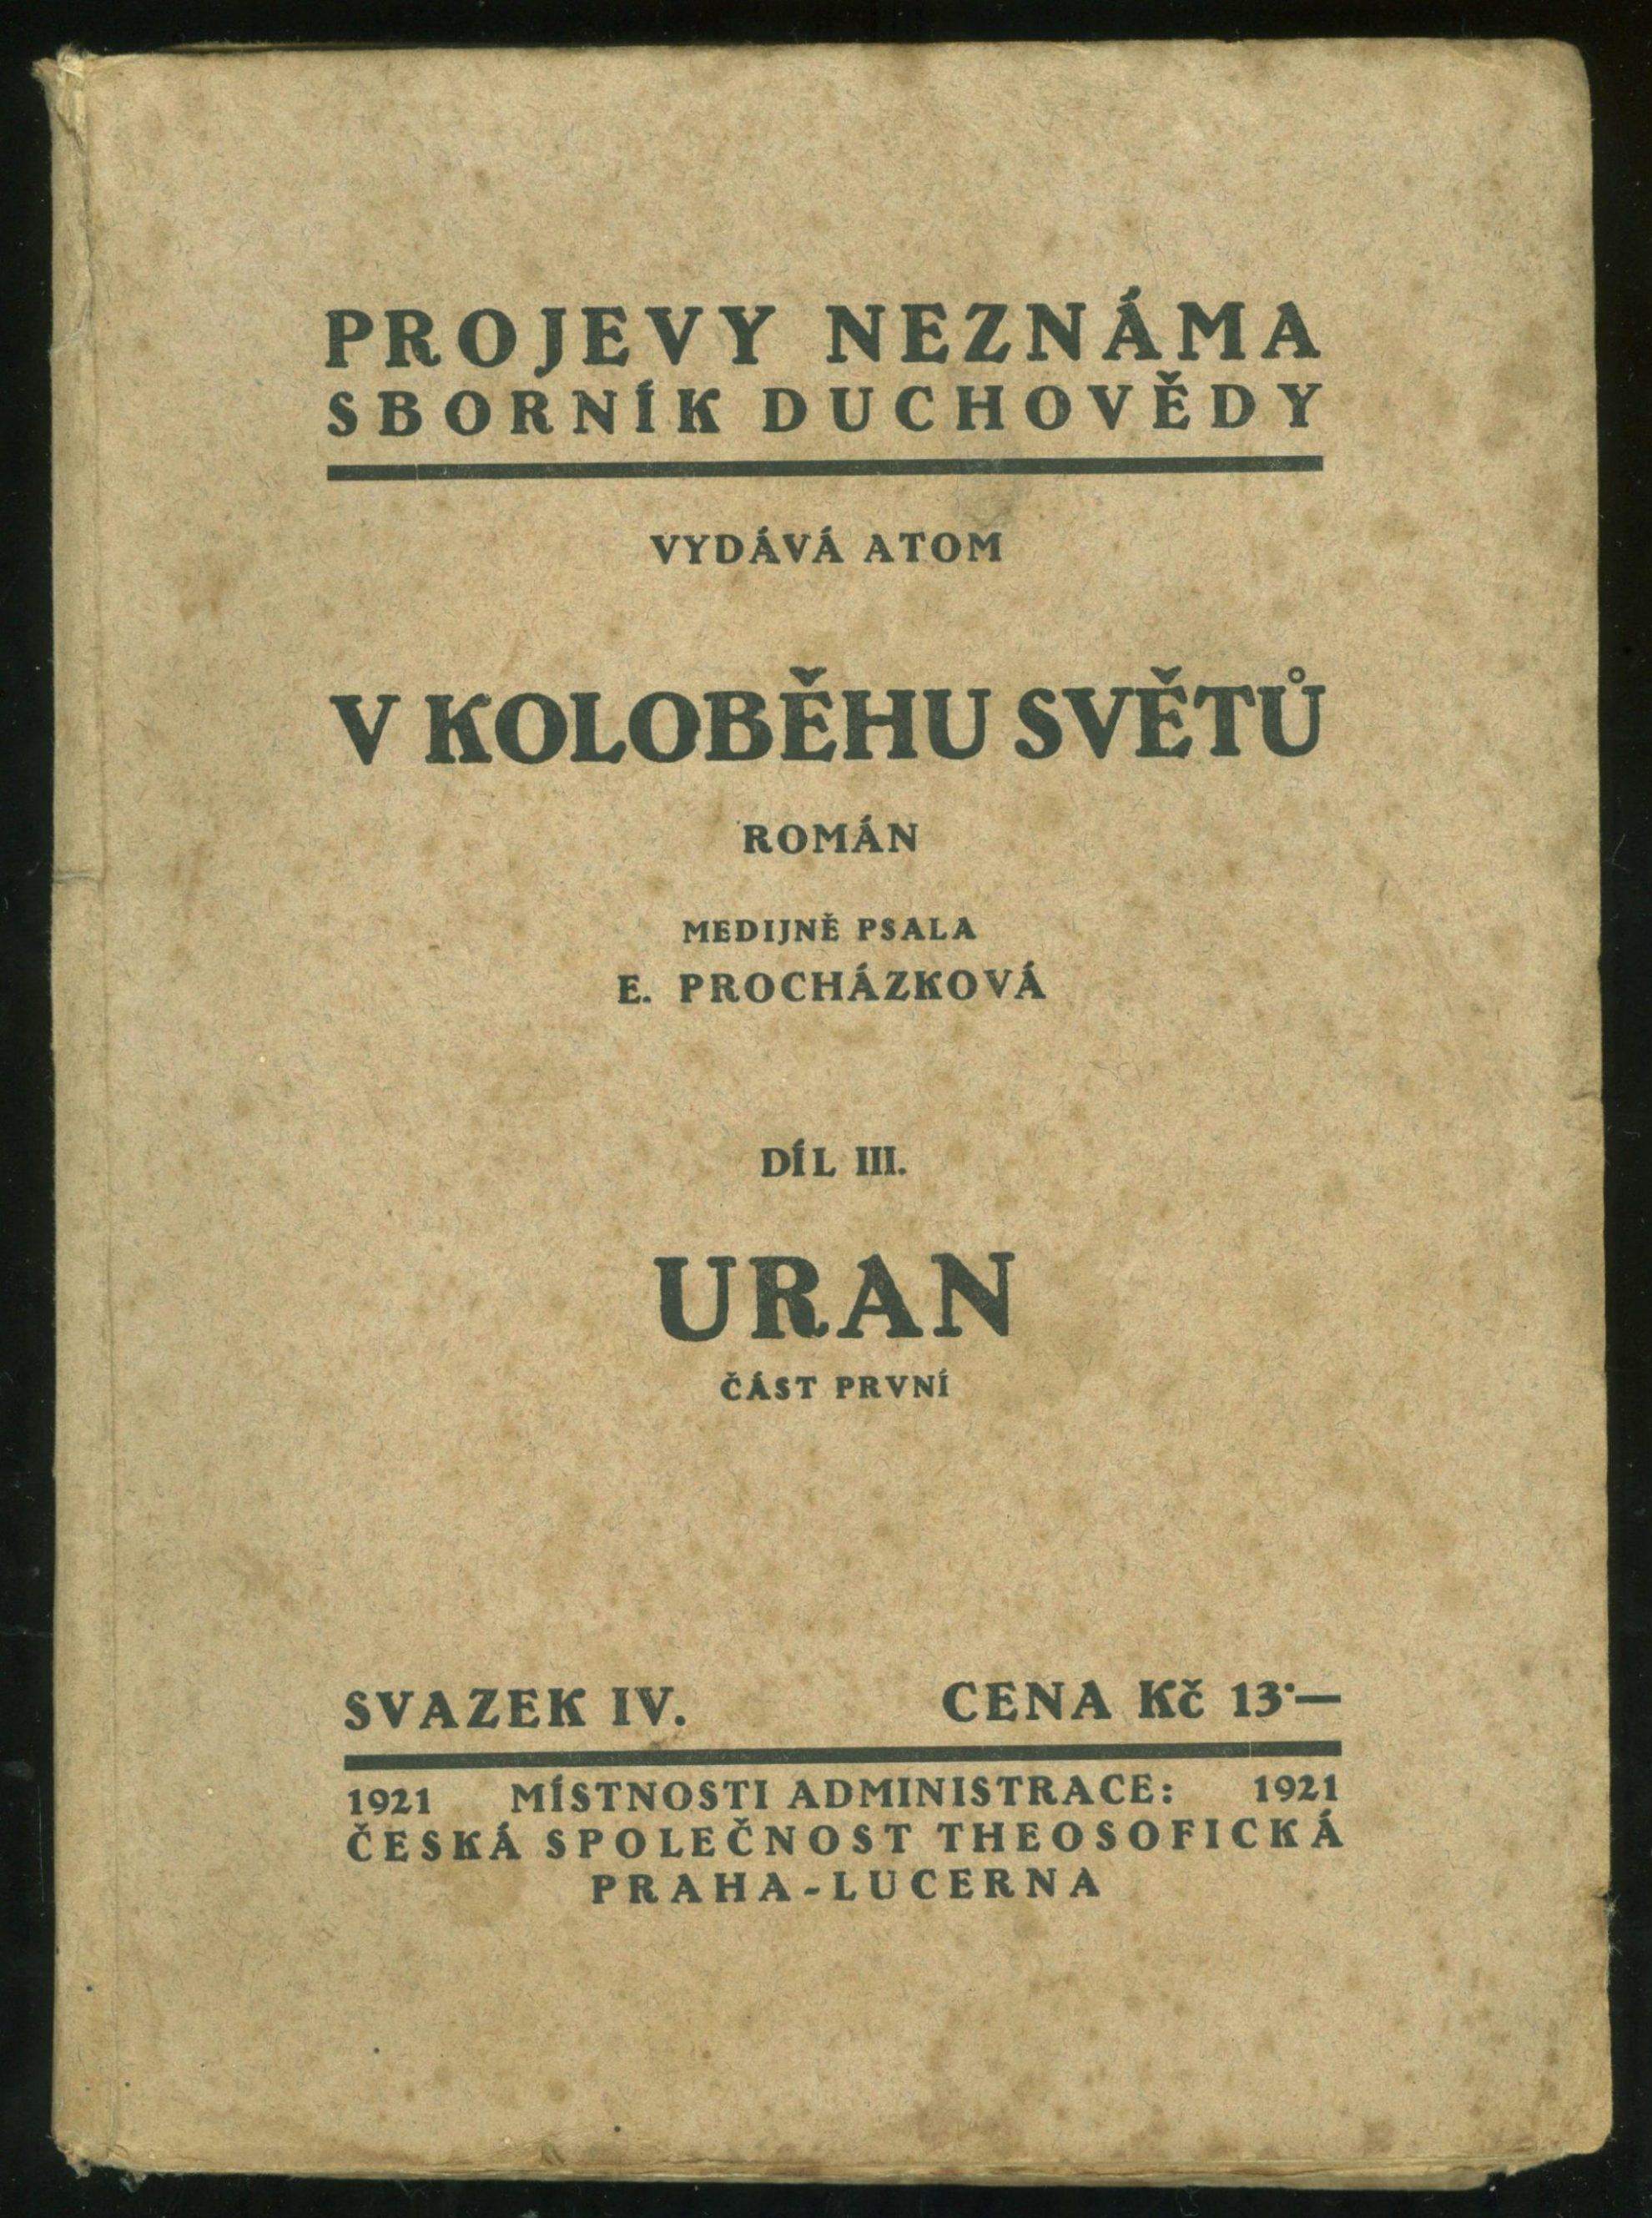 PROJEVY NEZNÁMA
SBORNÍK DUCHOVĚDY
VYDÁVÁ ATOM
V KOLOBĚHU SVĚTŮ
ROMÁN
MEDIJNĚ PSALA
E. PROCHÁZKOVÁ
DÍL III.
URAN
ČÁST PRVNÍ
SVAZEK IV. CENA Kč 13·—
1921 MÍSTNOSTI ADMINISTRACE: 1921
ČESKÁ SPOLEČNOST THEOSOFICKÁ
PRAHA-LUCERNA